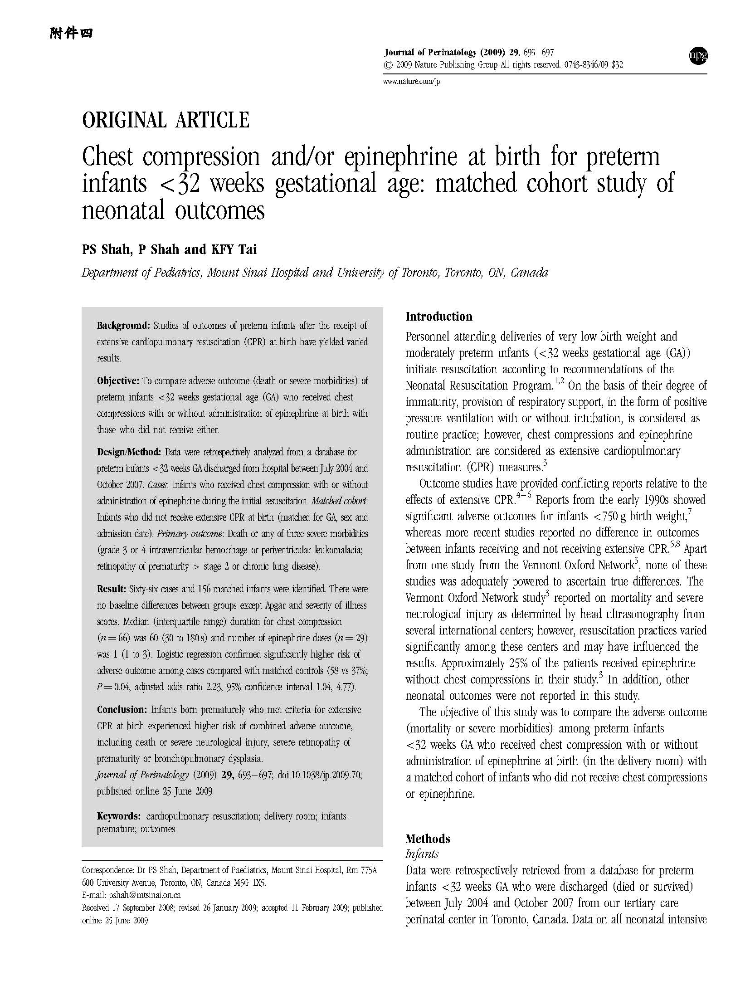 附件四
Journal of Perinatology (2009) 29, 693 697
© 2009 Nature Publishing Group All rights reserved. 0743-8346/09 $32
npg
www.nature.com/jp
ORIGINAL ARTICLE
Chest compression and/or epinephrine at birth for preterm
infants <32 weeks gestational age: matched cohort study of
neonatal outcomes
PS Shah, P Shah and KFY Tai
Department of Pediatrics, Mount Sinai Hospital and University of Toronto, Toronto, ON, Canada
Background: Studies of outcomes of preterm infants after the receipt of
extensive cardiopulmonary resuscitation (CPR) at birth have yielded varied
results.
Objective: To compare adverse outcome (death or severe morbidities) of
preterm infants <32 weeks gestational age (GA) who received chest
compressions with or without administration of epinephrine at birth with
those who did not receive either.
Design/Method: Data were retrospectively analyzed from a database for
preterm infants <32 weeks GA discharged from hospital between July 2004 and
October 2007. Cases: Infants who received chest compression with or without
administration of epinephrine during the initial resuscitation. Matched cohort:
Infants who did not receive extensive CPR at birth (matched for GA, sex and
admission date). Primary outcome: Death or any of three severe morbidities
(grade 3 or 4 intraventricular hemorrhage or periventricular leukomalacia;
retinopathy of prematurity > stage 2 or chronic lung disease).
Result: Sixty-six cases and 156 matched infants were identified. There were
no baseline differences between groups except Apgar and severity of illness
scores. Median (interquartile range) duration for chest compression
(n=66) was 60 (30 to 180 s) and number of epinephrine doses (n=29)
was 1 (1 to 3). Logistic regression confirmed significantly higher risk of
adverse outcome among cases compared with matched controls (58 vs 37%;
P=0.04, adjusted odds ratio 2.23, 95% confidence interval 1.04, 4.77).
Conclusion: Infants born prematurely who met criteria for extensive
CPR at birth experienced higher risk of combined adverse outcome,
including death or severe neurological injury, severe retinopathy of
prematurity or bronchopulmonary dysplasia.
Journal of Perinatology (2009) 29, 693–697; doi:10.1038/jp.2009.70;
published online 25 June 2009
Keywords: cardiopulmonary resuscitation; delivery room; infants-
premature; outcomes
Correspondence: Dr PS Shah, Department of Paediatrics, Mount Sinai Hospital, Rm 775A
600 University Avenue, Toronto, ON, Canada M5G 1X5.
E-mail: pshah@mtsinai.on.ca
Received 17 September 2008; revised 26 January 2009; accepted 11 February 2009; published
online 25 June 2009
Introduction
Personnel attending deliveries of very low birth weight and
moderately preterm infants (<32 weeks gestational age (GA))
initiate resuscitation according to recommendations of the
Neonatal Resuscitation Program.1,2 On the basis of their degree of
immaturity, provision of respiratory support, in the form of positive
pressure ventilation with or without intubation, is considered as
routine practice; however, chest compressions and epinephrine
administration are considered as extensive cardiopulmonary
resuscitation (CPR) measures.3
Outcome studies have provided conflicting reports relative to the
effects of extensive CPR.4–6 Reports from the early 1990s showed
significant adverse outcomes for infants <750 g birth weight,7
whereas more recent studies reported no difference in outcomes
between infants receiving and not receiving extensive CPR.5,8 Apart
from one study from the Vermont Oxford Network3, none of these
studies was adequately powered to ascertain true differences. The
Vermont Oxford Network study3 reported on mortality and severe
neurological injury as determined by head ultrasonography from
several international centers; however, resuscitation practices varied
significantly among these centers and may have influenced the
results. Approximately 25% of the patients received epinephrine
without chest compressions in their study.3 In addition, other
neonatal outcomes were not reported in this study.
The objective of this study was to compare the adverse outcome
(mortality or severe morbidities) among preterm infants
<32 weeks GA who received chest compression with or without
administration of epinephrine at birth (in the delivery room) with
a matched cohort of infants who did not receive chest compressions
or epinephrine.
Methods
Infants
Data were retrospectively retrieved from a database for preterm
infants <32 weeks GA who were discharged (died or survived)
between July 2004 and October 2007 from our tertiary care
perinatal center in Toronto, Canada. Data on all neonatal intensive